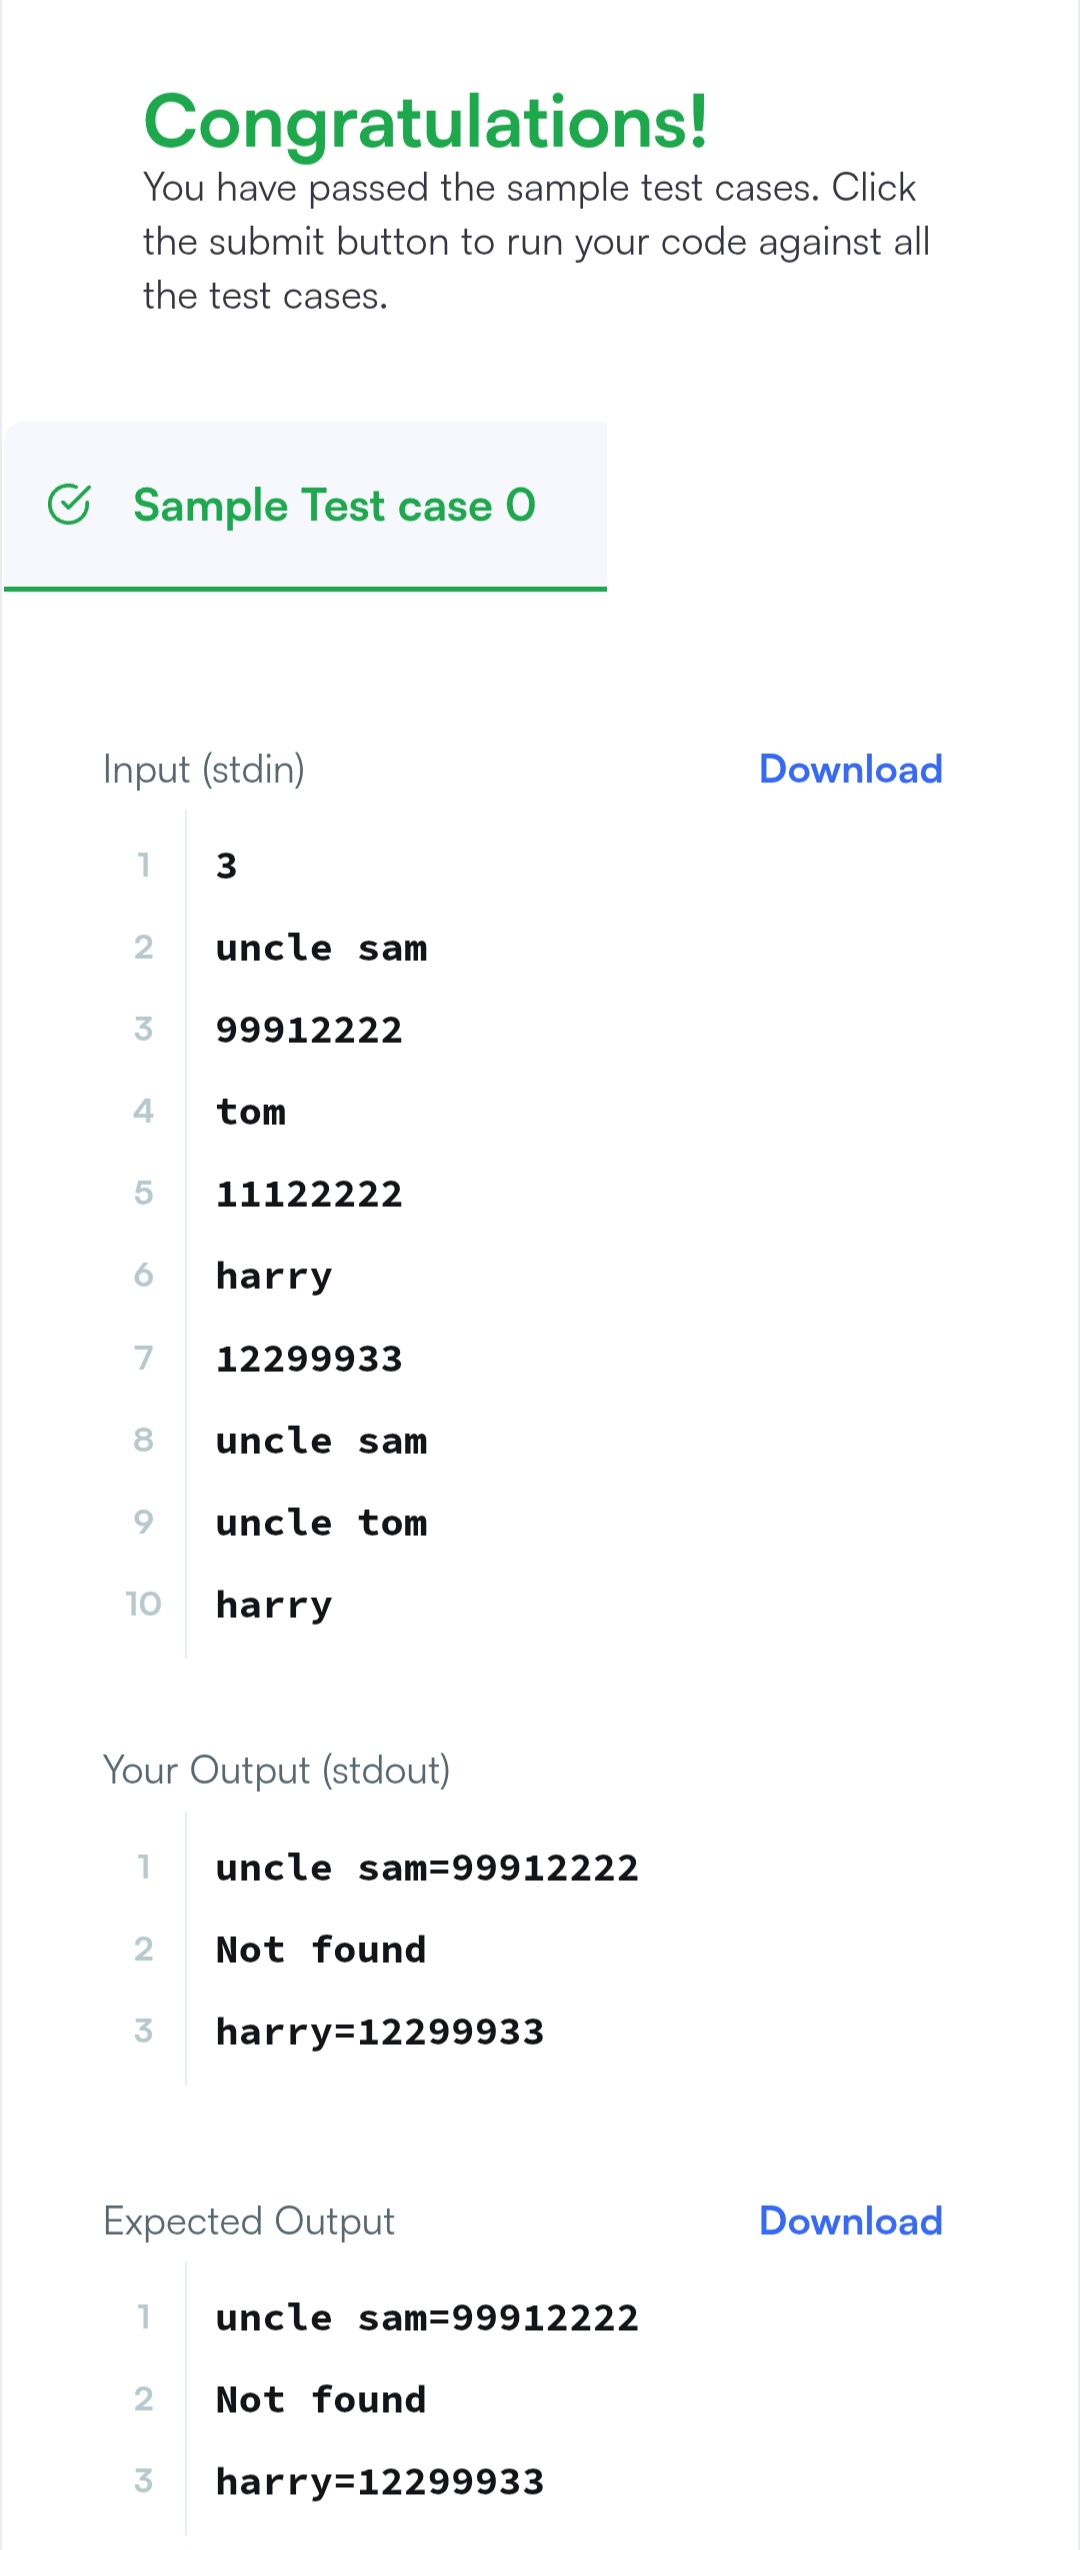 Congratulations!
You have passed the sample test cases. Click
the submit button to run your code against all
the test cases.
Sample Test case 0
Input (stdin) Download
1 3
2 uncle sam
3 99912222
4 tom
5 11122222
6 harry
7 12299933
8 uncle sam
9 uncle tom
10 harry
Your Output (stdout)
1 uncle sam=99912222
2 Not found
3 harry=12299933
Expected Output Download
1 uncle sam=99912222
2 Not found
3 harry=12299933